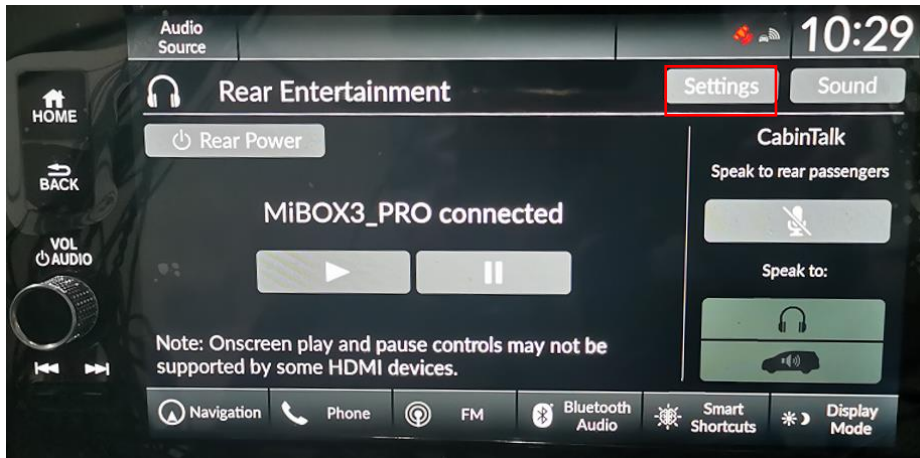 Audio
Source
10:29
HOME
Rear Entertainment
Settings
Sound
Rear Power
CabinTalk
BACK
Speak to rear passengers
MiBOX3_PRO connected
VOL
AUDIO
Speak to:
Note: Onscreen play and pause controls may not be
supported by some HDMI devices.
Navigation
Phone
FM
Bluetooth
Audio
Smart
Shortcuts
Display
Mode